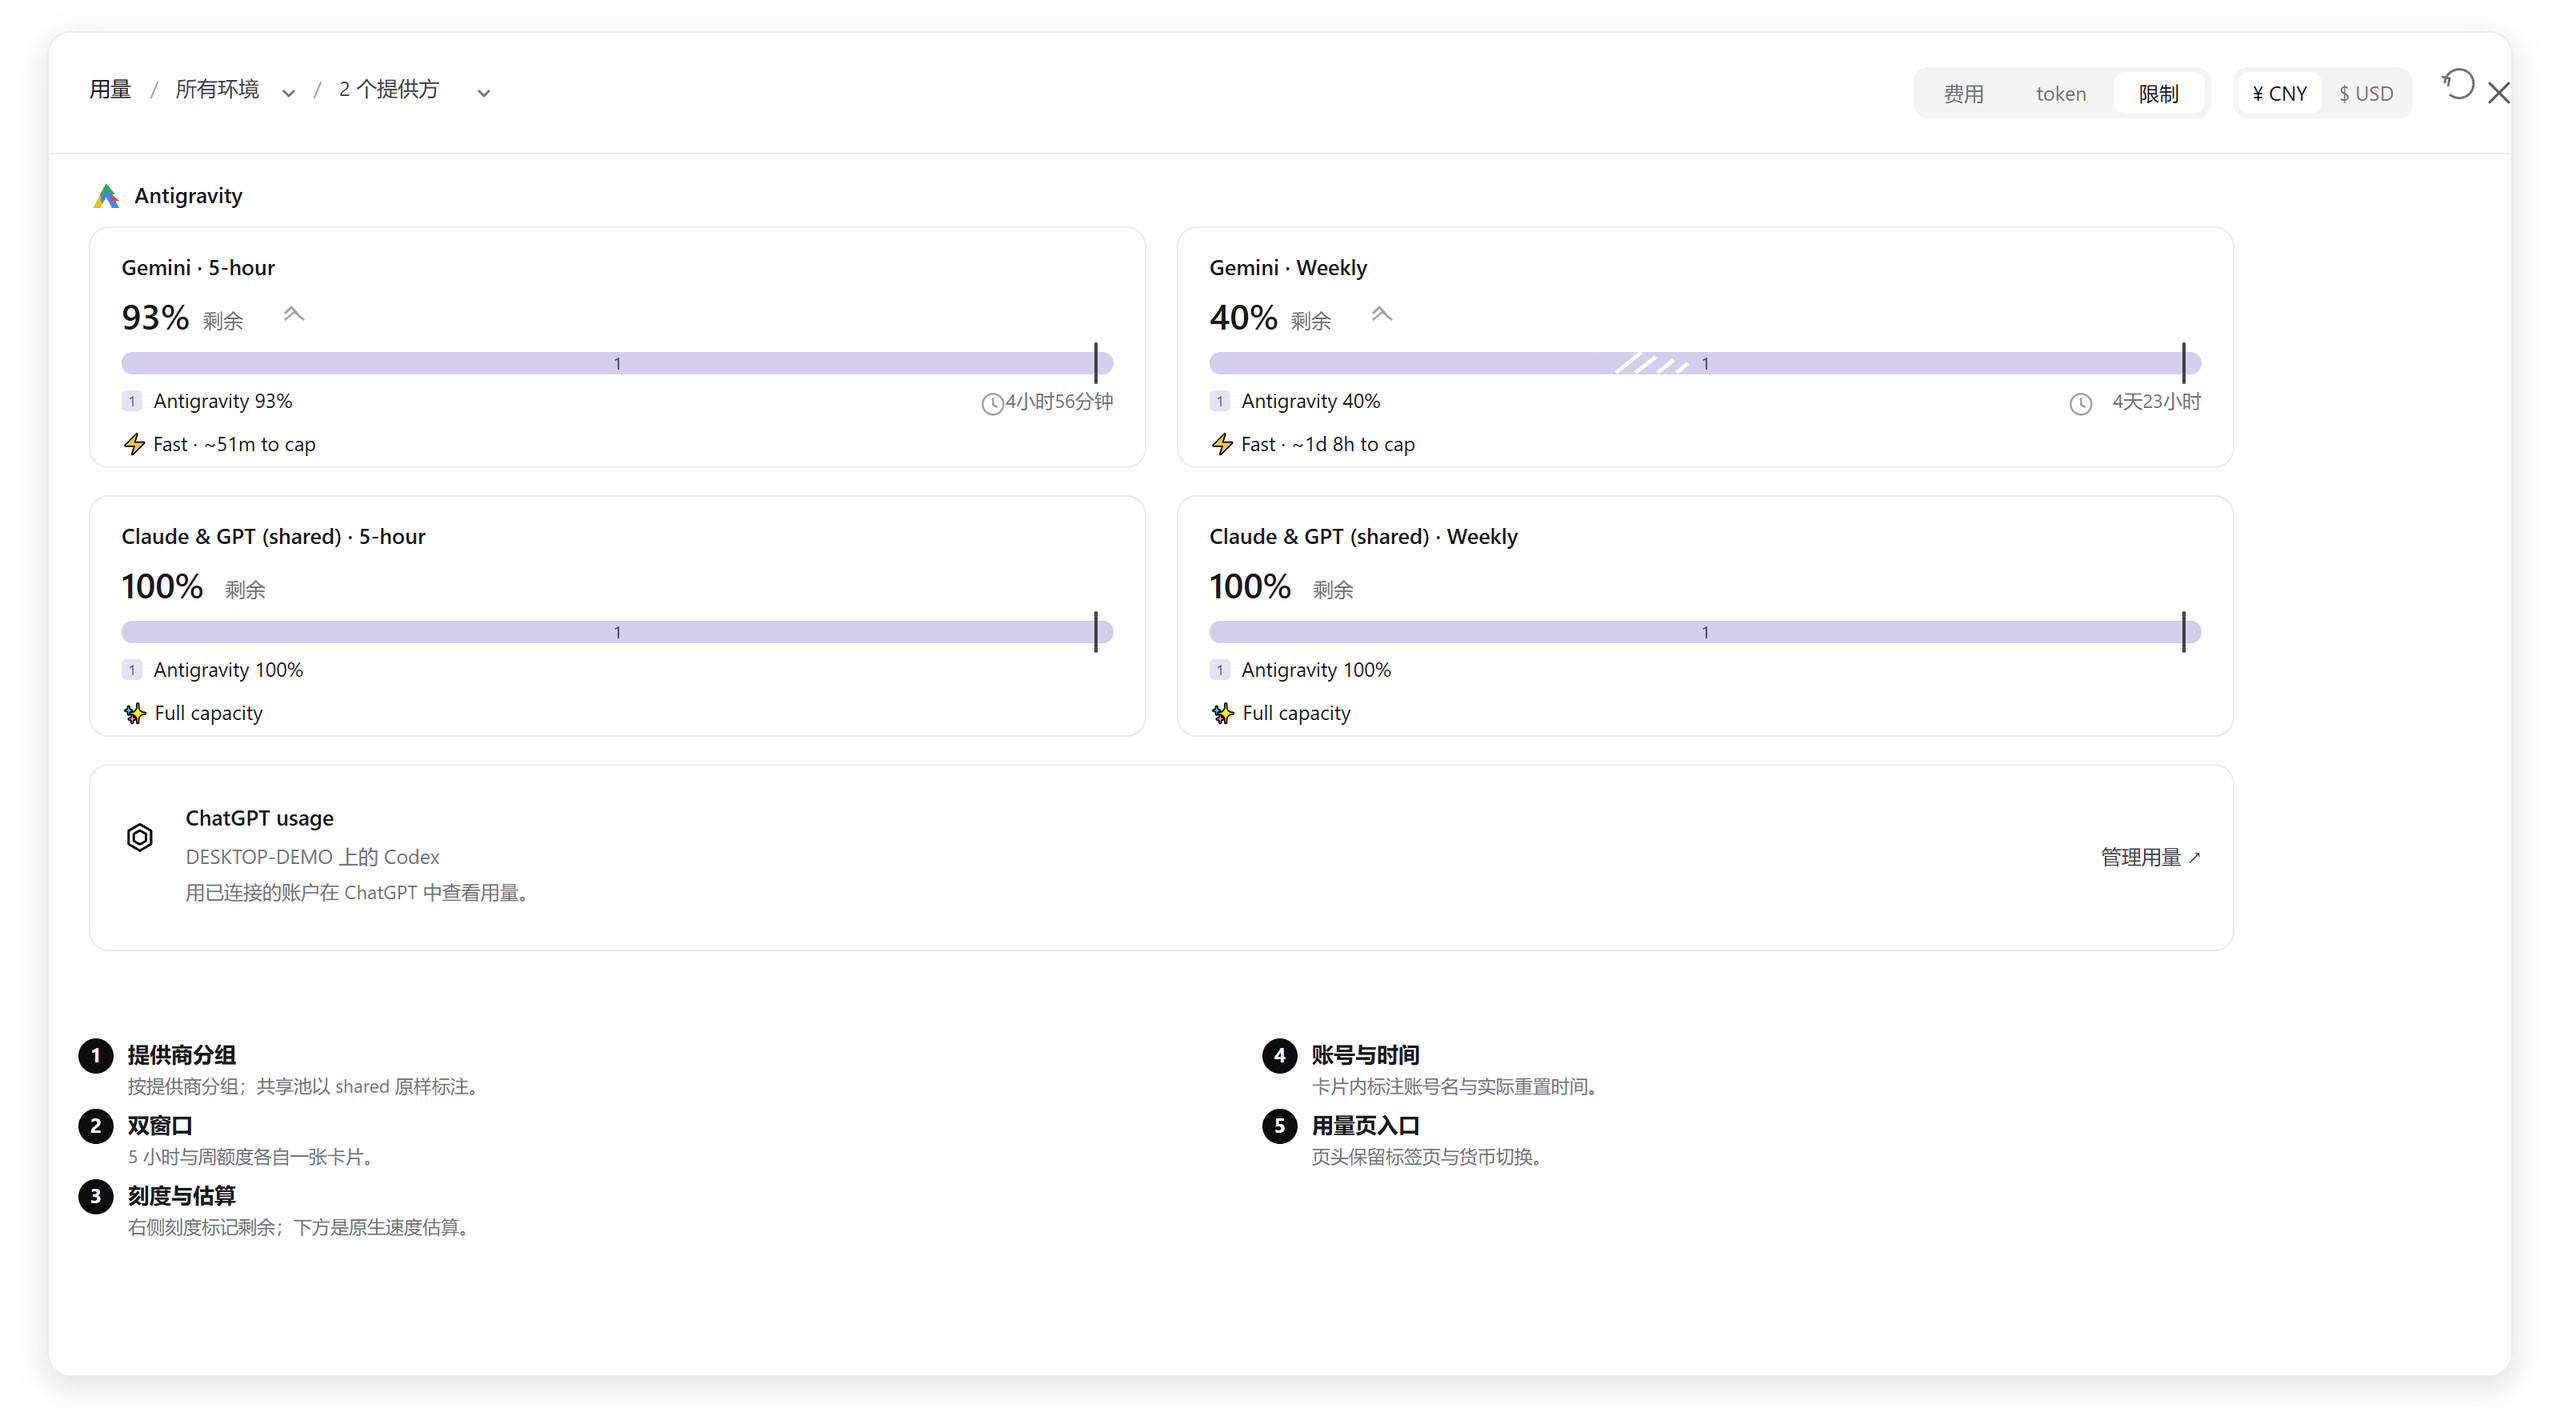 用量 / 所有环境 / 2 个提供方
费用 token 限制 ¥ CNY $ USD
Antigravity
Gemini · 5-hour
93% 剩余
1
1 Antigravity 93% 4小时56分钟
⚡ Fast · ~51m to cap
Gemini · Weekly
40% 剩余
1
1 Antigravity 40% 4天23小时
⚡ Fast · ~1d 8h to cap
Claude & GPT (shared) · 5-hour
100% 剩余
1
1 Antigravity 100%
✨ Full capacity
Claude & GPT (shared) · Weekly
100% 剩余
1
1 Antigravity 100%
✨ Full capacity
ChatGPT usage
DESKTOP-DEMO 上的 Codex
用已连接的账户在 ChatGPT 中查看用量。
管理用量 ↗
1 提供商分组
按提供商分组；共享池以 shared 原样标注。
2 双窗口
5 小时与周额度各自一张卡片。
3 刻度与估算
右侧刻度标记剩余；下方是原生速度估算。
4 账号与时间
卡片内标注账号名与实际重置时间。
5 用量页入口
页头保留标签页与货币切换。